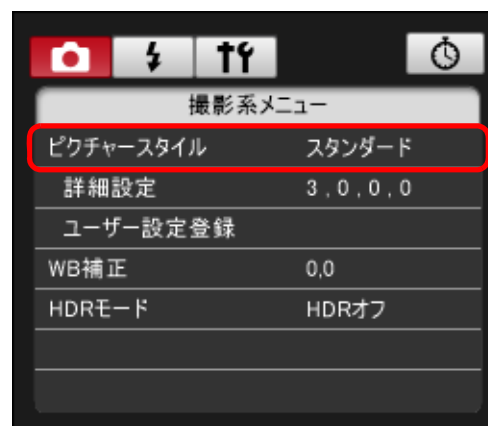 撮影系メニュー
ピクチャースタイル スタンダード
詳細設定 3,0,0,0
ユーザー設定登録
WB補正 0,0
HDRモード HDRオフ